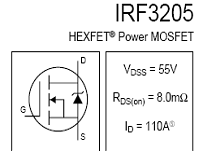 IRF3205
HEXFET® Power MOSFET
D
G
S
VDSS = 55V
RDS(on) = 8.0mΩ
ID = 110A①